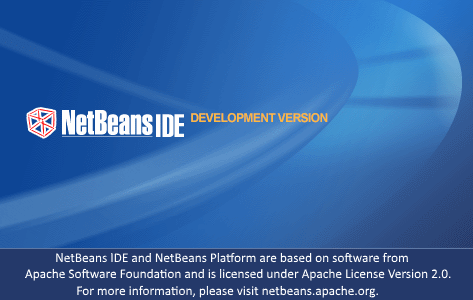 NetBeans IDE DEVELOPMENT VERSION
NetBeans IDE and NetBeans Platform are based on software from
Apache Software Foundation and is licensed under Apache License Version 2.0.
For more information, please visit netbeans.apache.org.